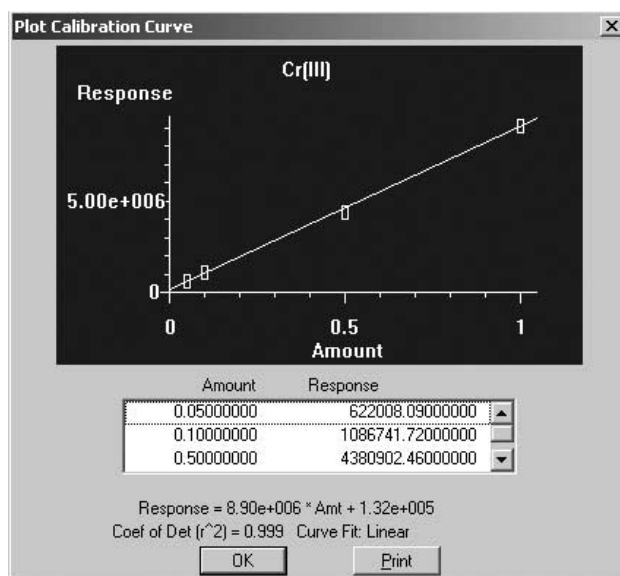 Plot Calibration Curve
Cr(III)
Response
5.00e+006
0
0 0.5 1
Amount
Amount Response
0.05000000 622008.09000000
0.10000000 1086741.72000000
0.50000000 4380902.46000000
Response = 8.90e+006 * Amt + 1.32e+005
Coef of Det (r^2) = 0.999 Curve Fit: Linear
OK Print